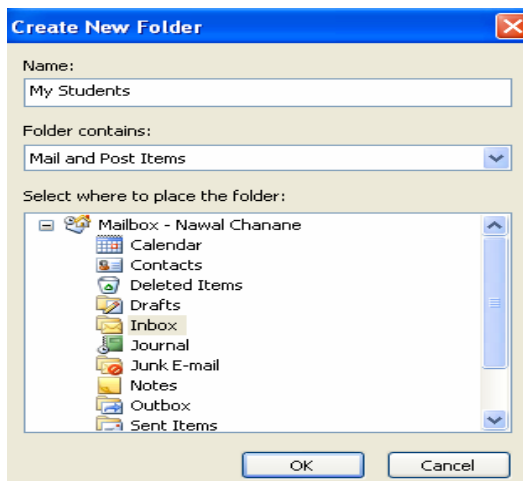 Create New Folder
Name:
My Students
Folder contains:
Mail and Post Items
Select where to place the folder:
Mailbox - Nawal Chanane
Calendar
Contacts
Deleted Items
Drafts
Inbox
Journal
Junk E-mail
Notes
Outbox
Sent Items
OK Cancel